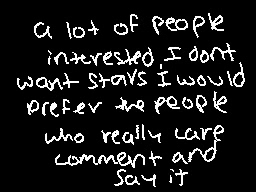 a lot of people
interested, I dont
want stars I would
prefer the people
who really care
comment and
say it